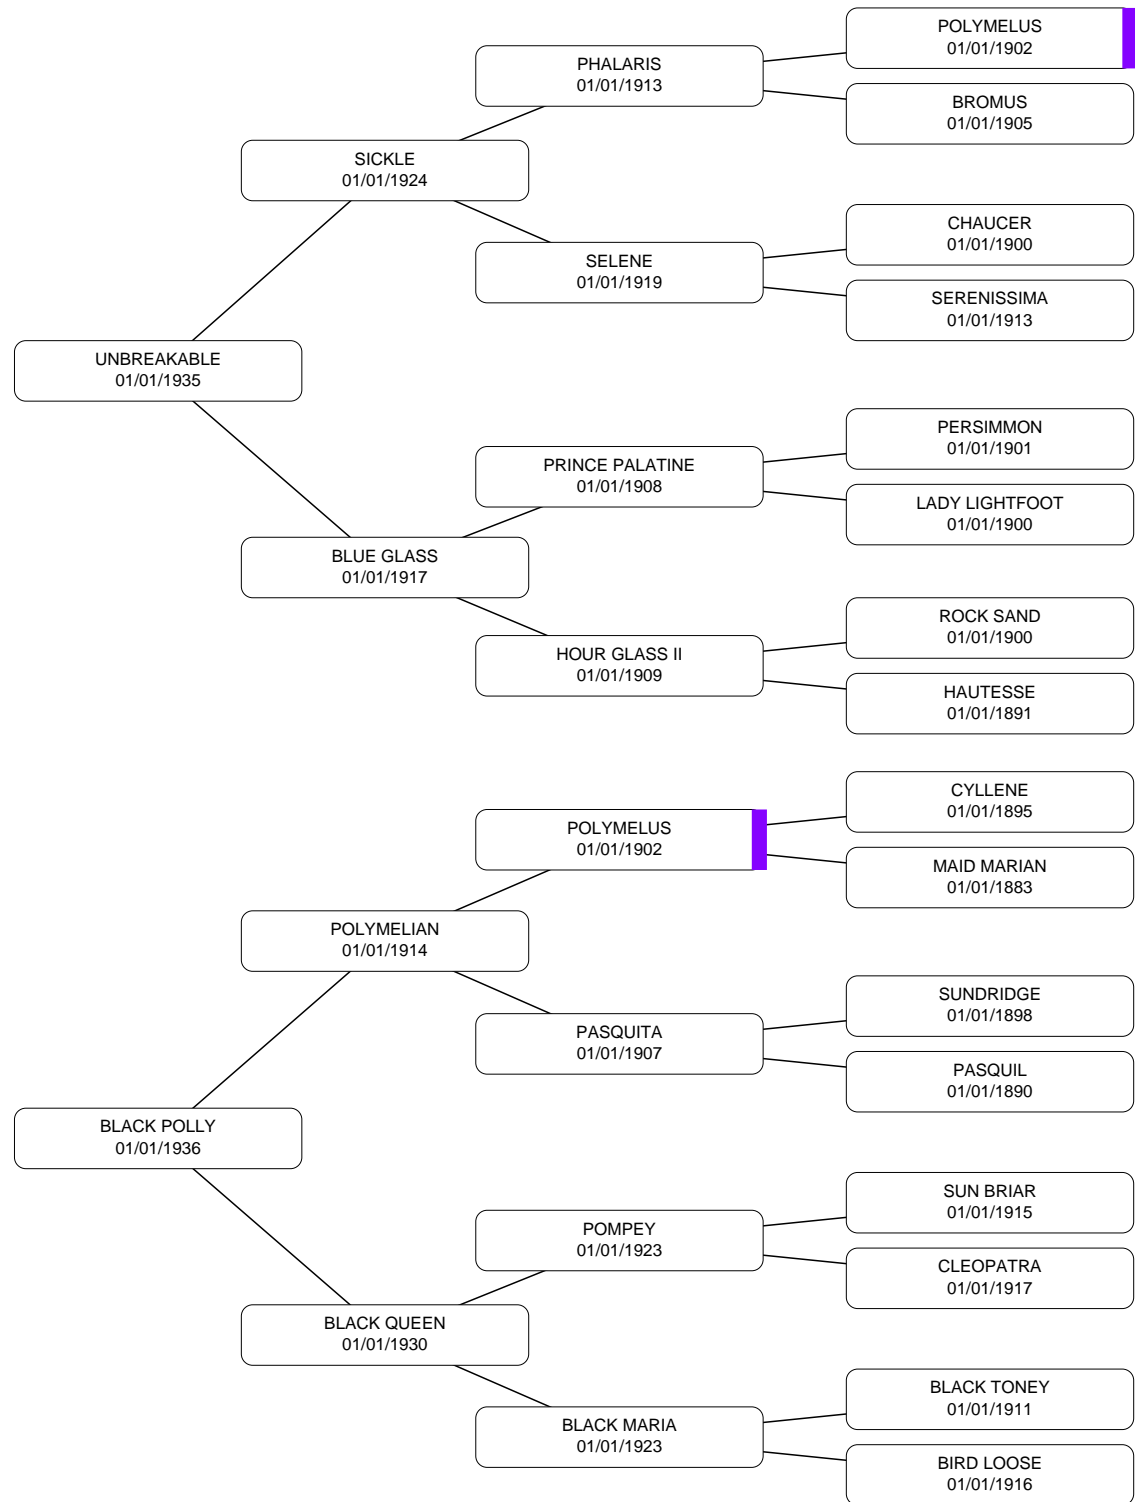 POLYMELUS
01/01/1902
PHALARIS
01/01/1913
BROMUS
01/01/1905
SICKLE
01/01/1924
CHAUCER
01/01/1900
SELENE
01/01/1919
SERENISSIMA
01/01/1913
UNBREAKABLE
01/01/1935
PERSIMMON
01/01/1901
PRINCE PALATINE
01/01/1908
LADY LIGHTFOOT
01/01/1900
BLUE GLASS
01/01/1917
ROCK SAND
01/01/1900
HOUR GLASS II
01/01/1909
HAUTESSE
01/01/1891
CYLLENE
01/01/1895
POLYMELUS
01/01/1902
MAID MARIAN
01/01/1883
POLYMELIAN
01/01/1914
SUNDRIDGE
01/01/1898
PASQUITA
01/01/1907
PASQUIL
01/01/1890
BLACK POLLY
01/01/1936
SUN BRIAR
01/01/1915
POMPEY
01/01/1923
CLEOPATRA
01/01/1917
BLACK QUEEN
01/01/1930
BLACK TONEY
01/01/1911
BLACK MARIA
01/01/1923
BIRD LOOSE
01/01/1916